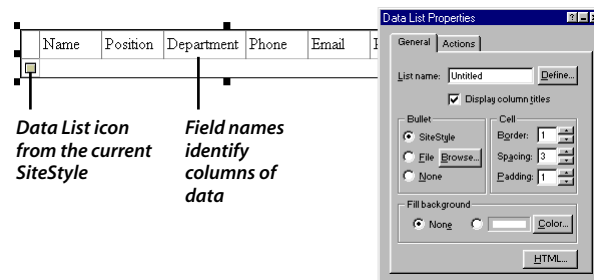 Name Position Department Phone Email
Data List icon
from the current
SiteStyle
Field names
identify
columns of
data
Data List Properties
General Actions
List name: Untitled Define...
Display column titles
Bullet
SiteStyle
File Browse...
None
Cell
Border: 1
Spacing: 3
Padding: 1
Fill background
None Color...
HTML...